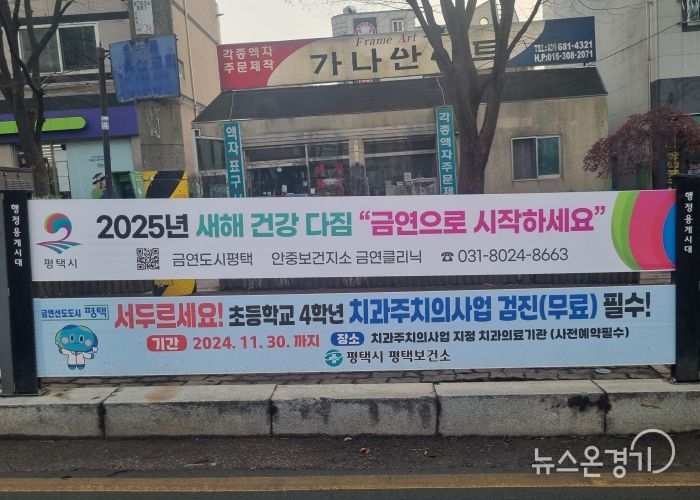 각종액자
주문제작
Frame Art
가나안
TEL: 681-4321
H.P:016-308-2071
액자 표구
각종액자주문제
행정용게시대
행정용게시대
평택시
2025년 새해 건강 다짐 “금연으로 시작하세요”
금연도시평택 안중보건지소 금연클리닉 ☎ 031-8024-8663
금연선도도시 평택
서두르세요! 초등학교 4학년 치과주치의사업 검진(무료) 필수!
기간 2024. 11. 30. 까지 장소 치과주치의사업 지정 치과의료기관 (사전예약필수)
평택시 평택보건소
뉴스온경기